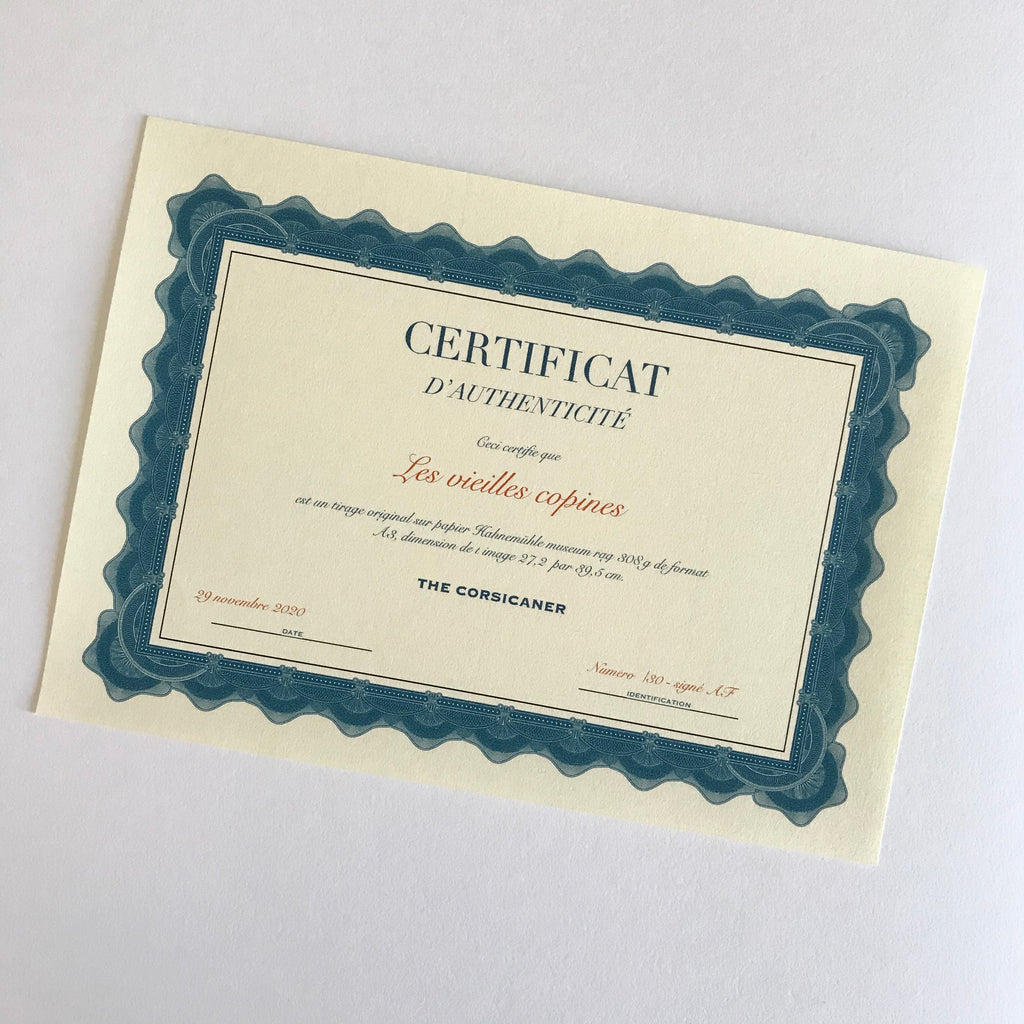 CERTIFICAT
D'AUTHENTICITÉ
Ceci certifie que
Les vieilles copines
est un tirage original sur papier Hahnemühle museum rag 308g de format
A3, dimension de l image 27,2 par 39,5 cm.
THE CORSICANER
29 novembre 2020
DATE
Numero \30 - signé A.F
IDENTIFICATION